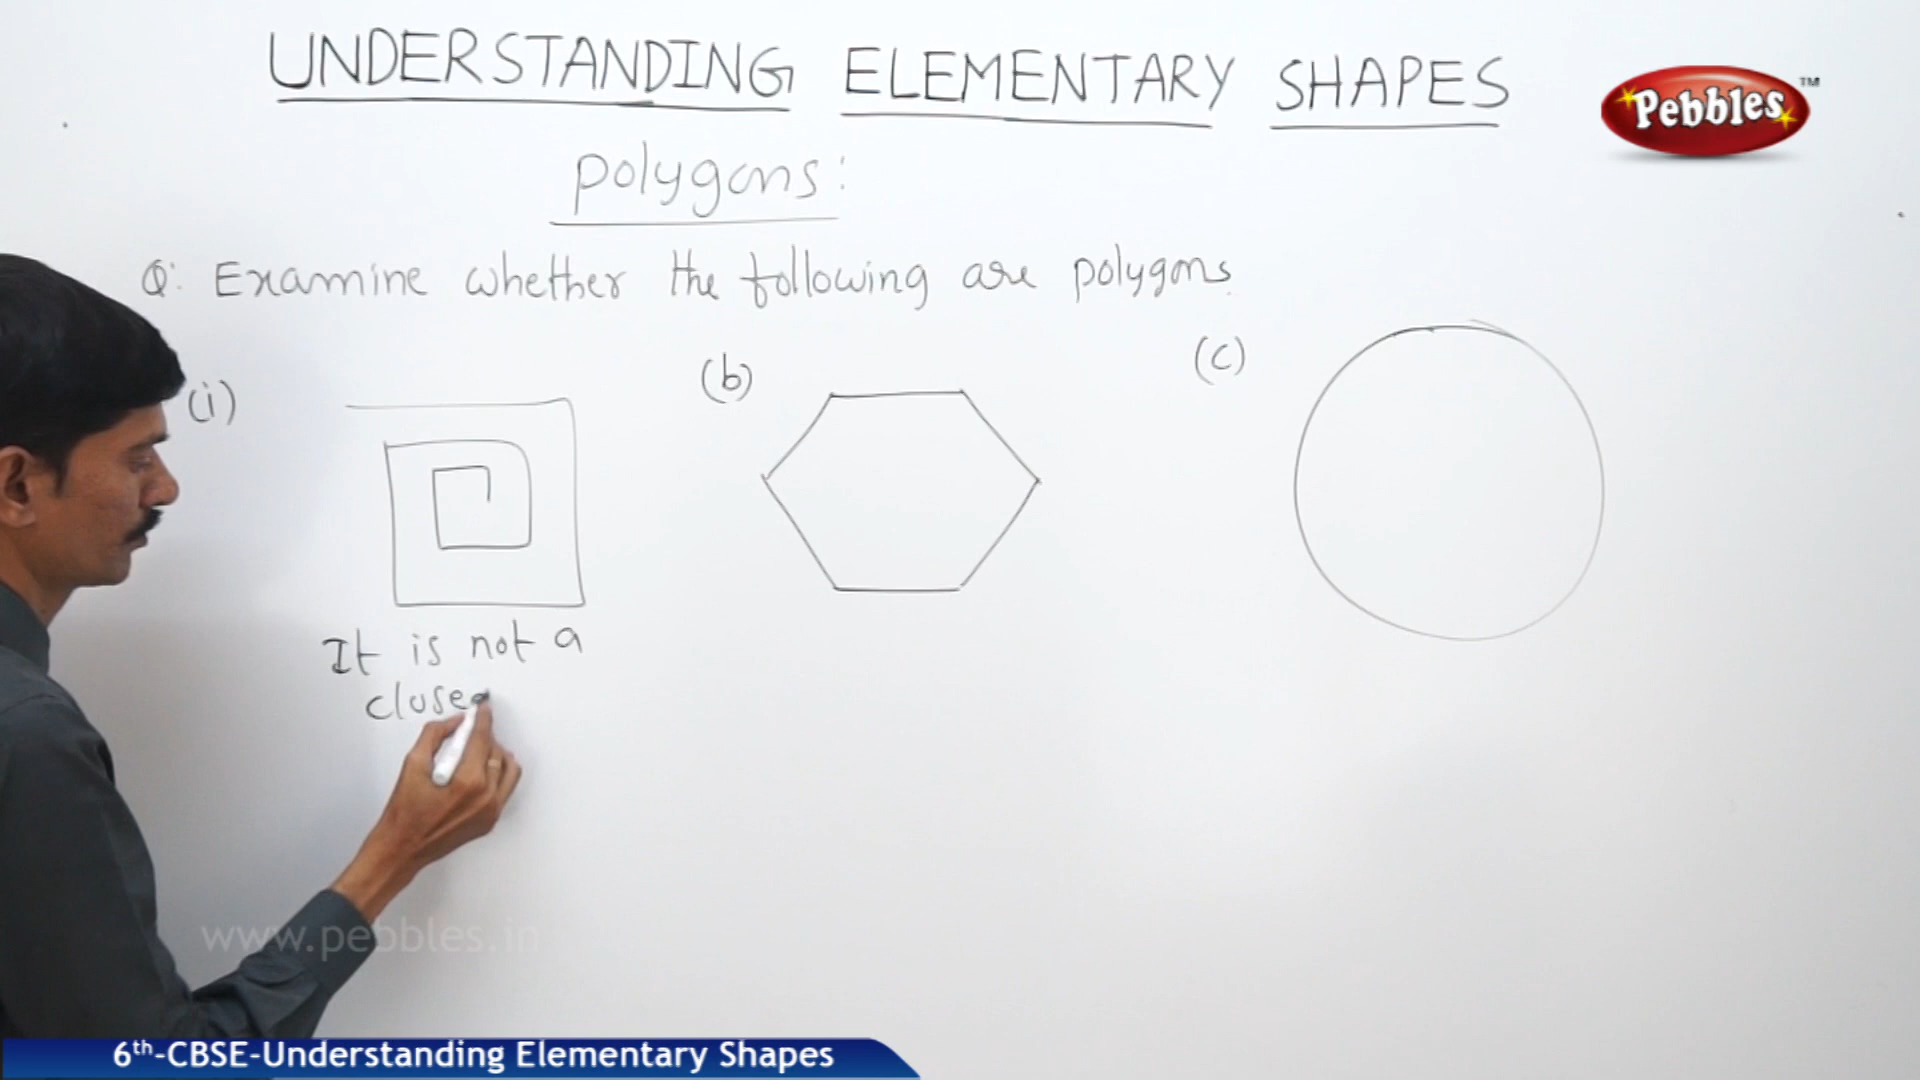 UNDERSTANDING ELEMENTARY SHAPES
Pebbles™
Polygons:
Q: Examine whether the following are polygons.
(i)
(b)
(c)
It is not a
closed
www.pebbles.in
6th-CBSE-Understanding Elementary Shapes